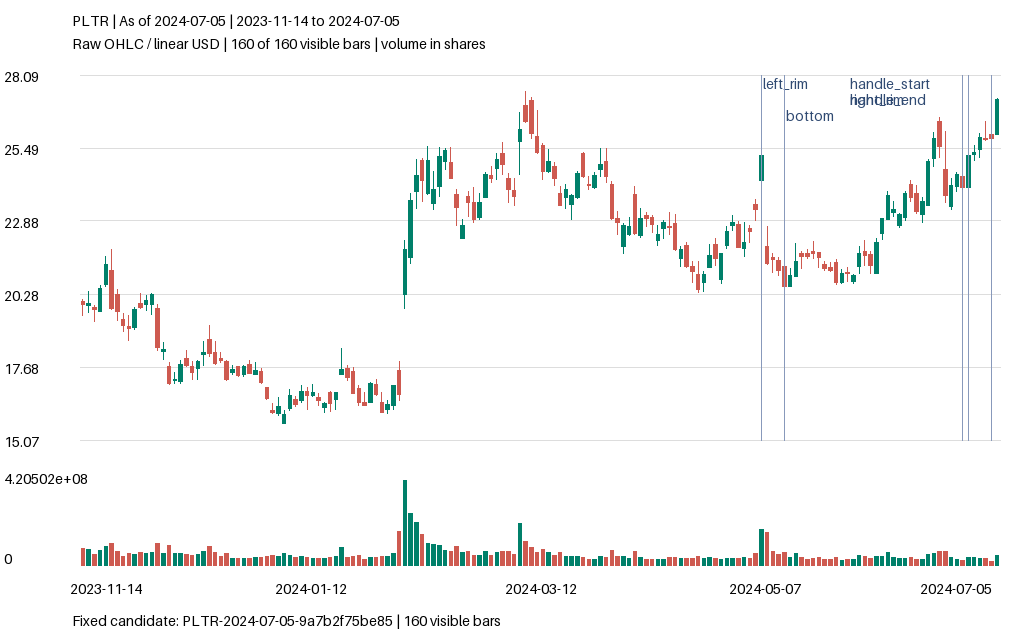 PLTR | As of 2024-07-05 | 2023-11-14 to 2024-07-05
Raw OHLC / linear USD | 160 of 160 visible bars | volume in shares
28.09
left_rim
handle_start
handle_end
bottom
25.49
22.88
20.28
17.68
15.07
4.20502e+08
0
2023-11-14
2024-01-12
2024-03-12
2024-05-07
2024-07-05
Fixed candidate: PLTR-2024-07-05-9a7b2f75be85 | 160 visible bars